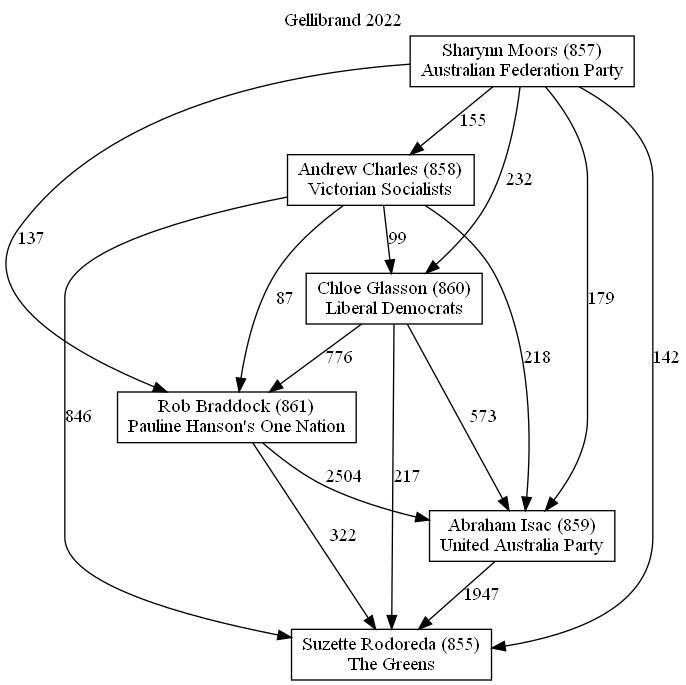 Gellibrand 2022
Sharynn Moors (857)
Australian Federation Party
155
232
Andrew Charles (858)
Victorian Socialists
137
99
Chloe Glasson (860)
Liberal Democrats
87
179
776
218
142
Rob Braddock (861)
Pauline Hanson's One Nation
846
573
2504
217
322
Abraham Isac (859)
United Australia Party
1947
Suzette Rodoreda (855)
The Greens